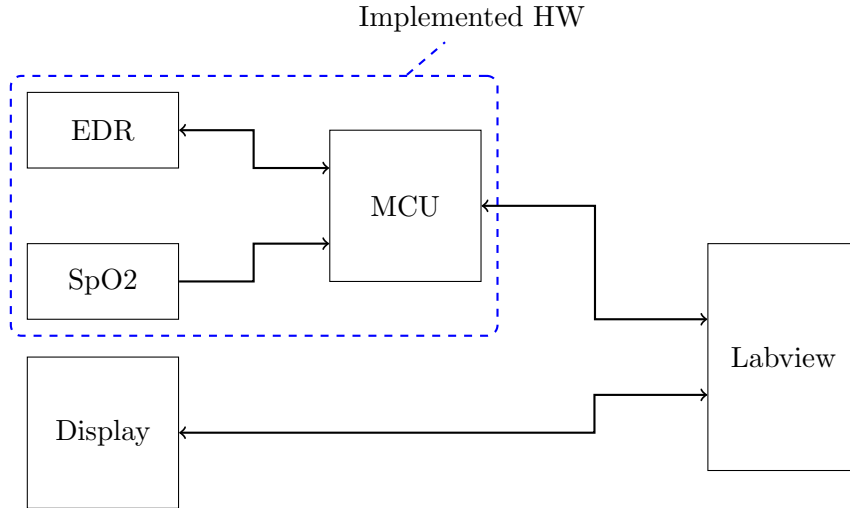 Implemented HW
EDR
MCU
SpO2
Labview
Display